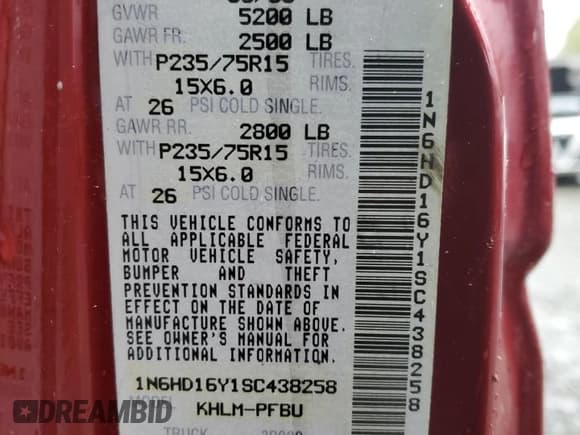 GVWR 5200 LB
GAWR FR. 2500 LB
WITH P235/75R15 TIRES.
15X6.0 RIMS.
AT 26 PSI COLD SINGLE.
GAWR RR. 2800 LB
WITH P235/75R15 TIRES.
15X6.0 RIMS.
AT 26 PSI COLD SINGLE.
THIS VEHICLE CONFORMS TO
ALL APPLICABLE FEDERAL
MOTOR VEHICLE SAFETY,
BUMPER AND THEFT
PREVENTION STANDARDS IN
EFFECT ON THE DATE OF
MANUFACTURE SHOWN ABOVE.
SEE OWNER'S MANUAL FOR
ADDITIONAL INFORMATION.
1N6HD16Y1SC438258
MODEL KHLM-PFBU
TRUCK
1N6HD16Y1SC438258
DREAMBID